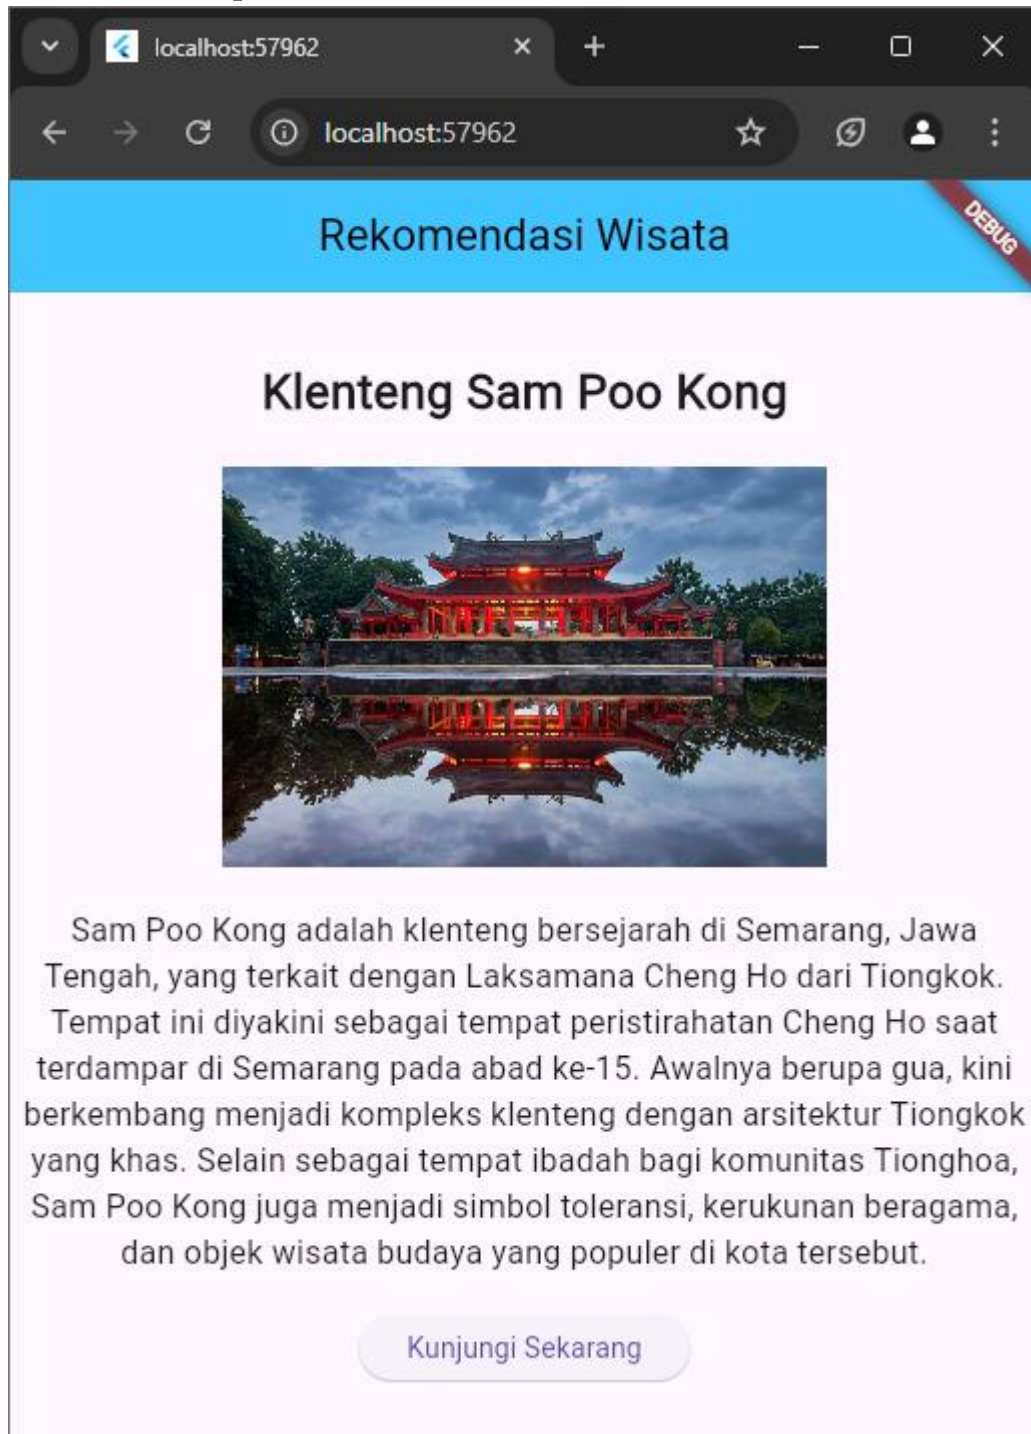 localhost:57962
localhost:57962
Rekomendasi Wisata
DEBUG
Klenteng Sam Poo Kong
Sam Poo Kong adalah klenteng bersejarah di Semarang, Jawa
Tengah, yang terkait dengan Laksamana Cheng Ho dari Tiongkok.
Tempat ini diyakini sebagai tempat peristirahatan Cheng Ho saat
terdampar di Semarang pada abad ke-15. Awalnya berupa gua, kini
berkembang menjadi kompleks klenteng dengan arsitektur Tiongkok
yang khas. Selain sebagai tempat ibadah bagi komunitas Tionghoa,
Sam Poo Kong juga menjadi simbol toleransi, kerukunan beragama,
dan objek wisata budaya yang populer di kota tersebut.
Kunjungi Sekarang